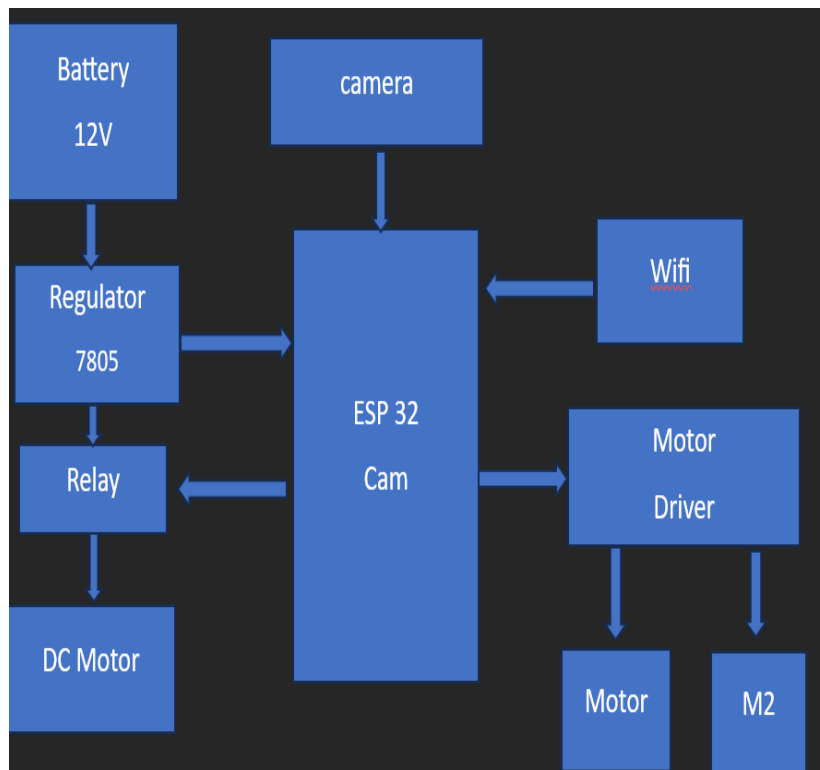 Battery
12V
camera
Regulator
7805
Wifi
ESP 32
Cam
Relay
Motor
Driver
DC Motor
Motor
M2